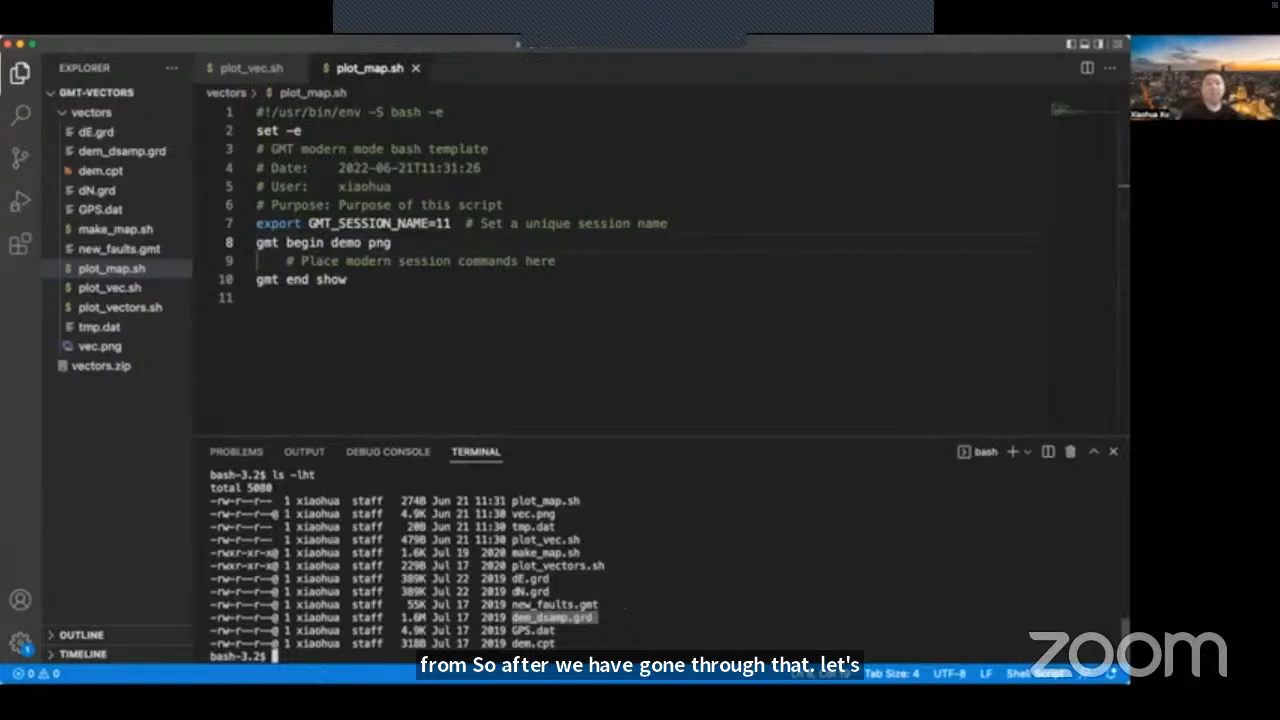 EXPLORER
GMT-VECTORS
vectors
dE.grd
dem_dsamp.grd
dem.cpt
dN.grd
GPS.dat
make_map.sh
new_faults.gmt
plot_map.sh
plot_vec.sh
plot_vectors.sh
tmp.dat
vec.png
vectors.zip
OUTLINE
TIMELINE
plot_vec.sh
plot_map.sh
vectors > $ plot_map.sh
1 #!/usr/bin/env -S bash -e
2 set -e
3 # GMT modern mode bash template
4 # Date: 2022-06-21T11:31:26
5 # User: xiaohua
6 # Purpose: Purpose of this script
7 export GMT_SESSION_NAME=11 # Set a unique session name
8 gmt begin demo png
9 # Place modern session commands here
10 gmt end show
11
PROBLEMS OUTPUT DEBUG CONSOLE TERMINAL bash
bash-3.2$ ls -lht
total 5080
-rw-r--r-- 1 xiaohua staff 274B Jun 21 11:31 plot_map.sh
-rw-r--r--@ 1 xiaohua staff 4.9K Jun 21 11:30 vec.png
-rw-r--r-- 1 xiaohua staff 20B Jun 21 11:30 tmp.dat
-rw-r--r-- 1 xiaohua staff 479B Jun 21 11:30 plot_vec.sh
-rwxr-xr-x@ 1 xiaohua staff 1.6K Jul 19 2020 make_map.sh
-rwxr-xr-x@ 1 xiaohua staff 229B Jul 17 2020 plot_vectors.sh
-rw-r--r--@ 1 xiaohua staff 389K Jul 22 2019 dE.grd
-rw-r--r--@ 1 xiaohua staff 389K Jul 22 2019 dN.grd
-rw-r--r--@ 1 xiaohua staff 55K Jul 17 2019 new_faults.gmt
-rw-r--r--@ 1 xiaohua staff 1.6M Jul 17 2019 dem_dsamp.grd
-rw-r--r--@ 1 xiaohua staff 4.9K Jul 17 2019 GPS.dat
-rw-r--r--@ 1 xiaohua staff 318B Jul 17 2019 dem.cpt
bash-3.2$
from So after we have gone through that. let's
0 0 Tab Size: 4 UTF-8 LF Shell Script
Xiaohua Xu
zoom